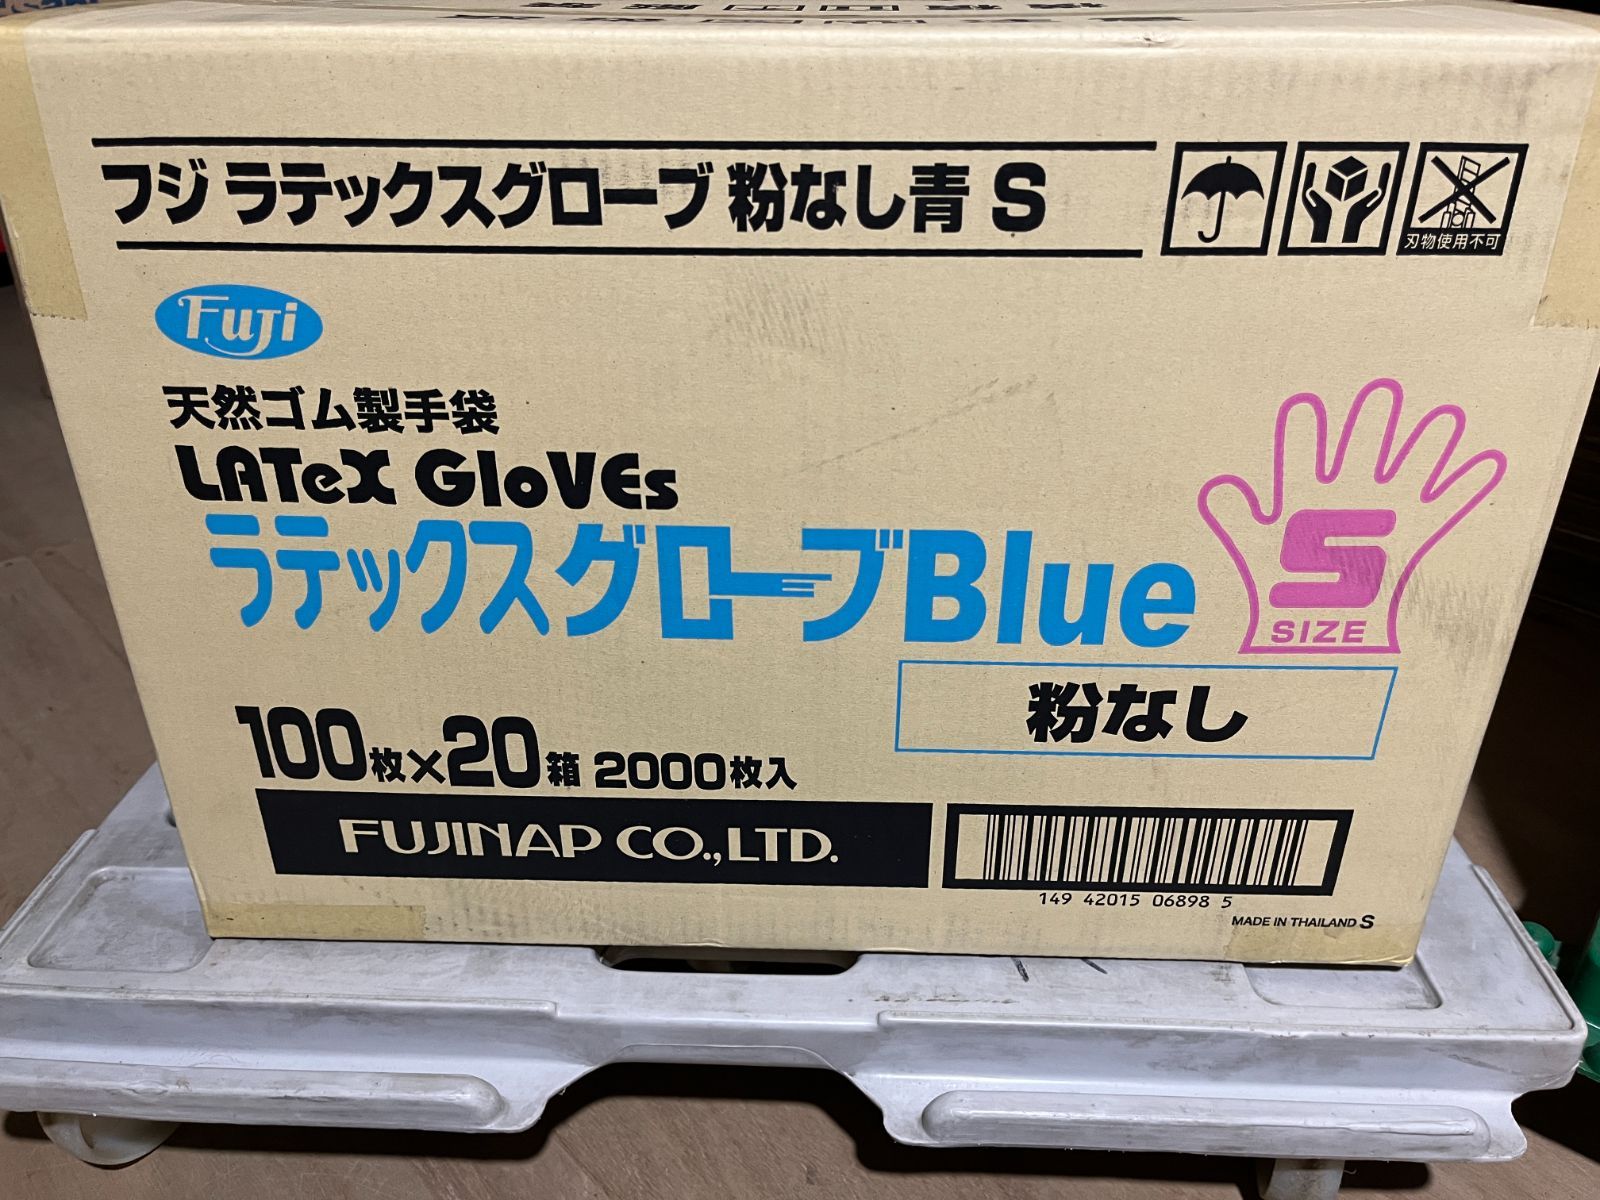 フジ ラテックスグローブ 粉なし青 S
刃物使用不可
Fuji
天然ゴム製手袋
LATeX GloVEs
ラテックスグローブBlue
S
SIZE
粉なし
100枚×20箱 2000枚入
FUJINAP CO.,LTD.
149 42015 06898 5
MADE IN THAILAND S